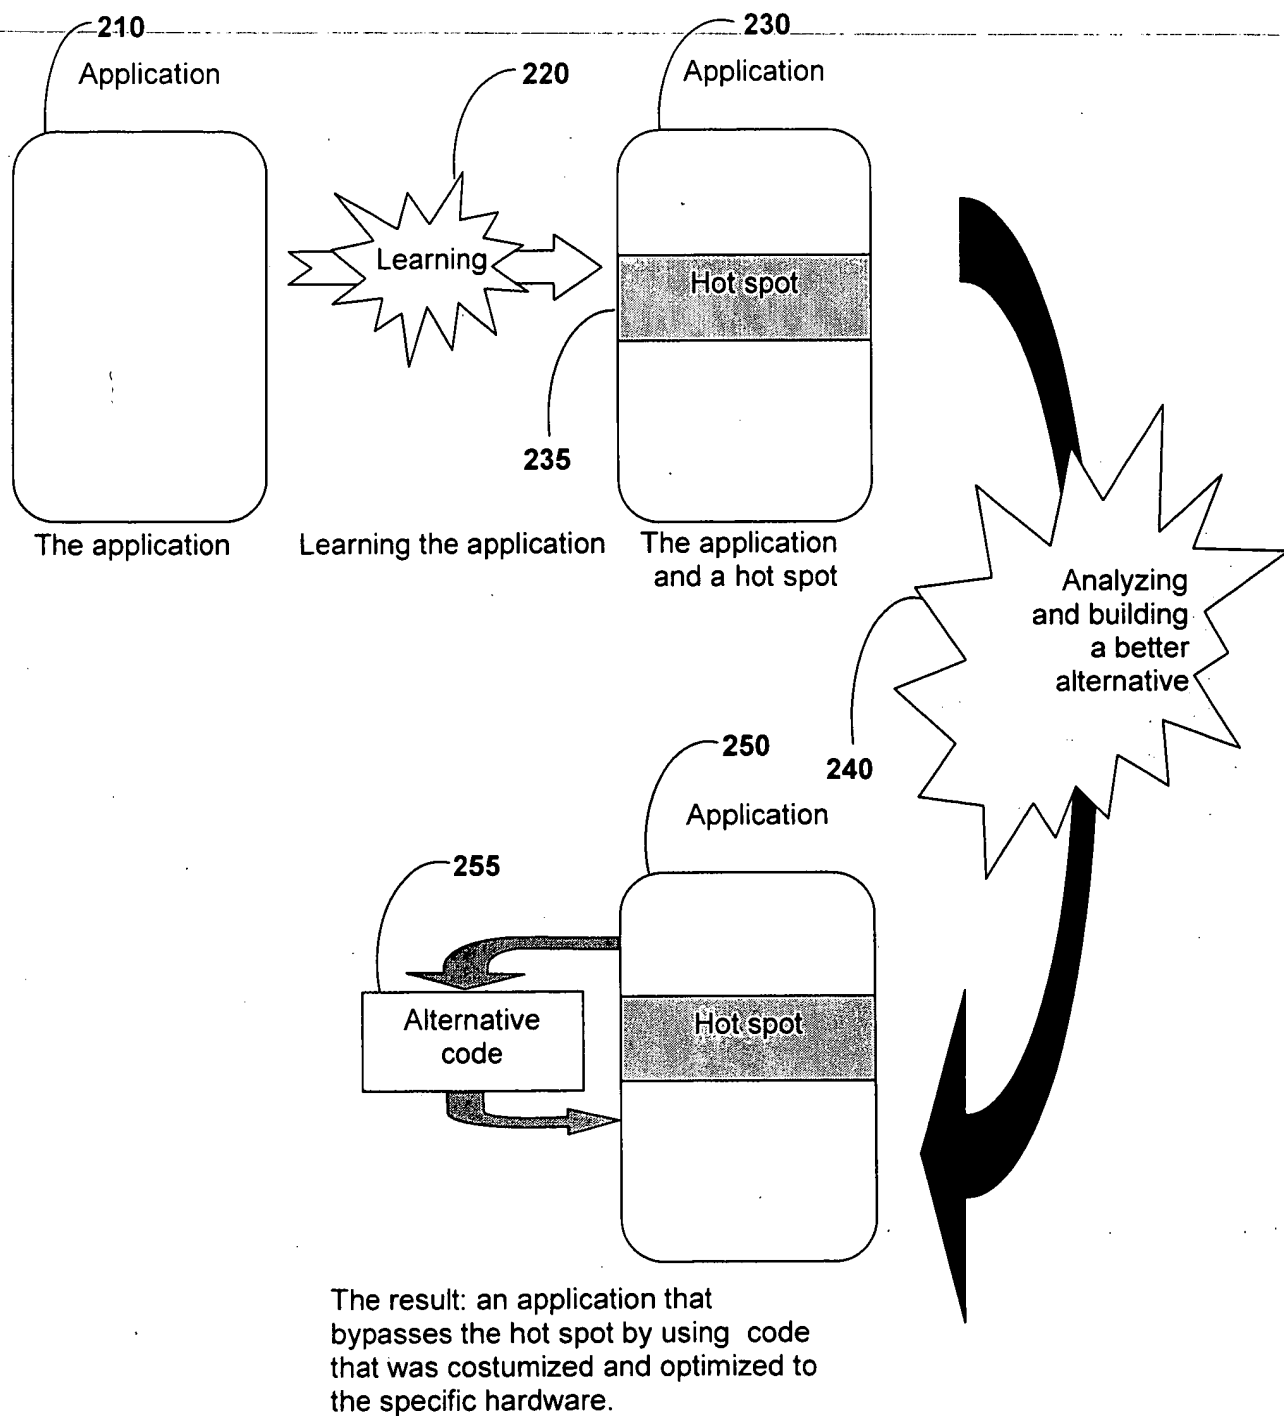 210
230
Application
220
Application
Learning
Hot spot
235
The application
Learning the application
The application
and a hot spot
Analyzing
and building
a better
alternative
240
250
Application
255
Alternative
code
Hot spot
The result: an application that
bypasses the hot spot by using code
that was costumized and optimized to
the specific hardware.